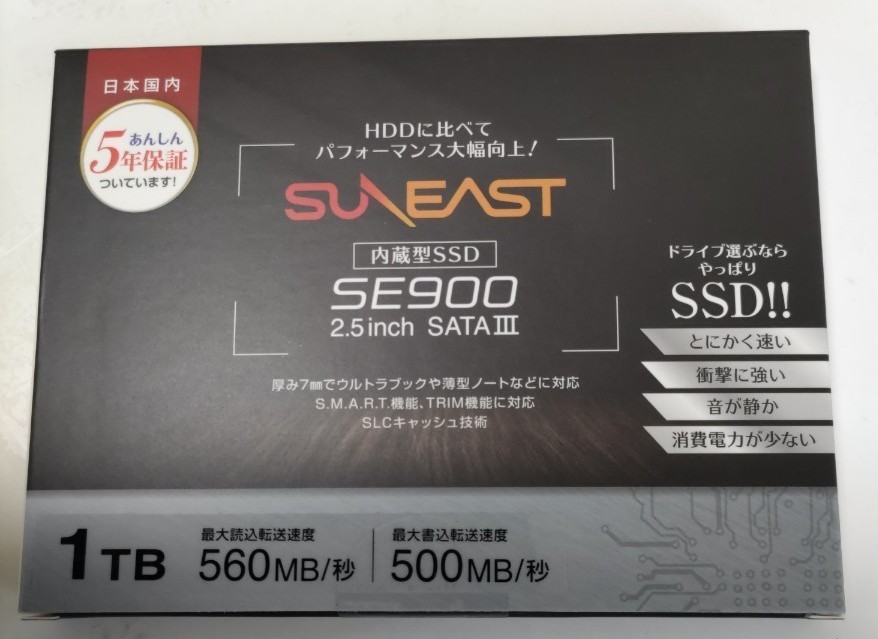 日本国内
あんしん
5年保証
ついています!
HDDに比べて
パフォーマンス大幅向上!
SUNEAST
内蔵型SSD
SE900
2.5inch SATAⅢ
厚み7㎜でウルトラブックや薄型ノートなどに対応
S.M.A.R.T.機能、TRIM機能に対応
SLCキャッシュ技術
ドライブ選ぶなら
やっぱり
SSD!!
とにかく速い
衝撃に強い
音が静か
消費電力が少ない
1TB
最大読込転送速度
560MB/秒
最大書込転送速度
500MB/秒